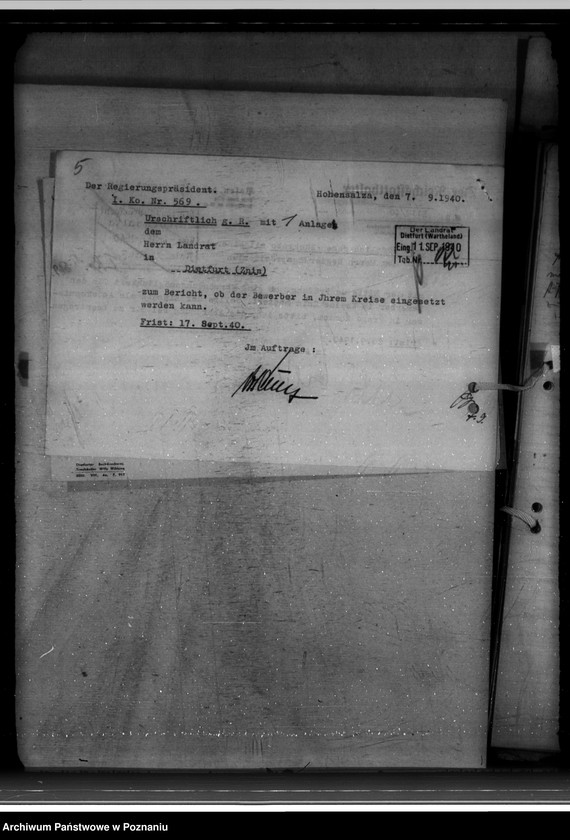 5
Der Regierungspräsident.
I. Ko. Nr. 569.
Hohensalza, den 7. 9.1940.
Urschriftlich g. R. mit 1 Anlage
dem
Herrn Landrat
in
Dietfurt (Znin)
Der Landrat
Dietfurt (Wartheland)
Eing. 11. SEP. 1940
Tgb.Nr.
zum Bericht, ob der Bewerber in Jhrem Kreise eingesetzt
werden kann.
Frist: 17. Sept.40.
Jm Auftrage :
Archiwum Państwowe w Poznaniu